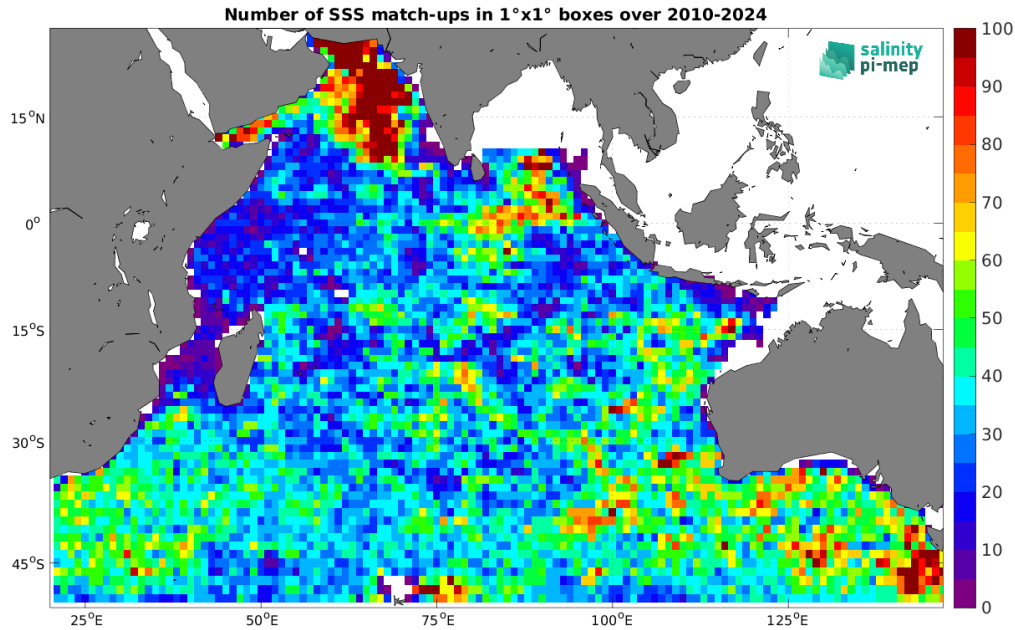 Number of SSS match-ups in 1°x1° boxes over 2010-2024
salinity
pi-mep
100
90
80
70
60
50
40
30
20
10
0
15°N
0°
15°S
30°S
45°S
25°E
50°E
75°E
100°E
125°E